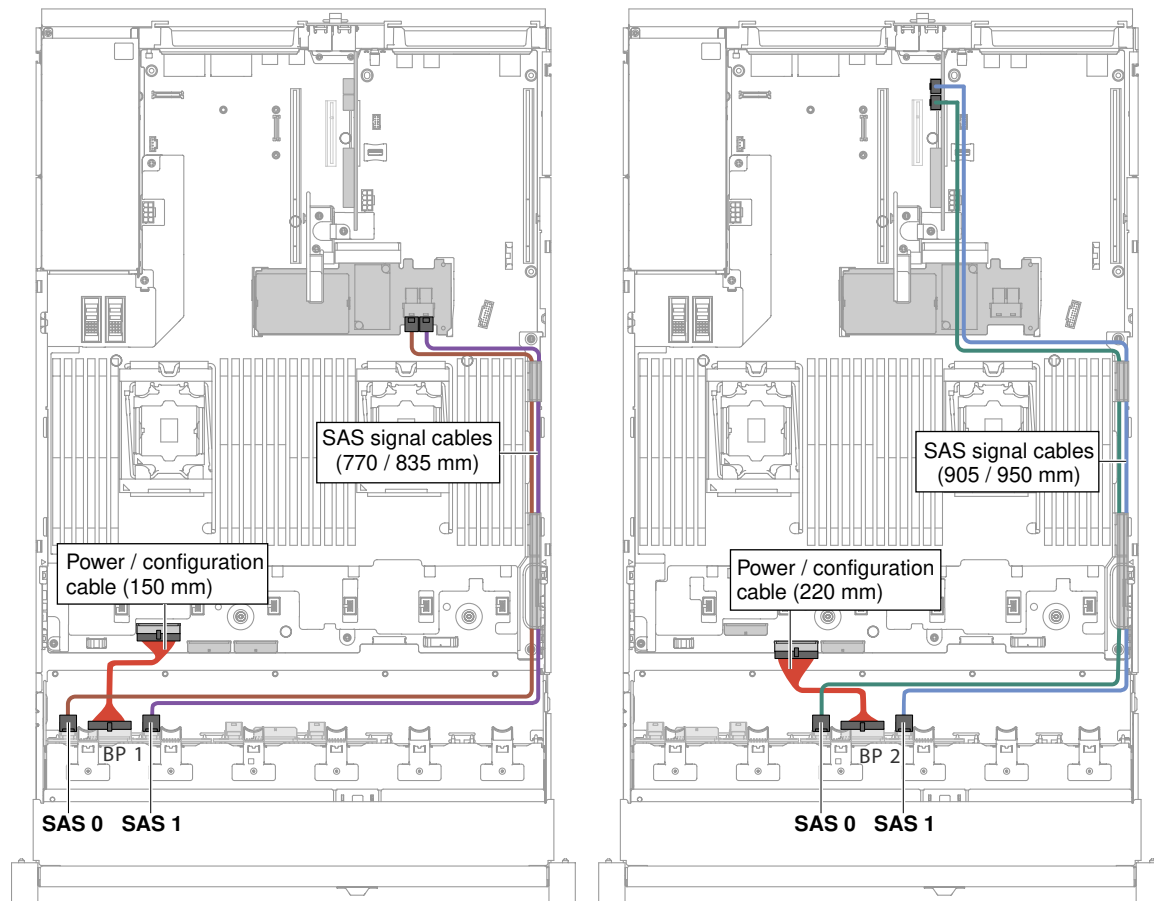 SAS signal cables
(770 / 835 mm)
Power / configuration
cable (150 mm)
BP 1
SAS 0 SAS 1
SAS signal cables
(905 / 950 mm)
Power / configuration
cable (220 mm)
BP 2
SAS 0 SAS 1